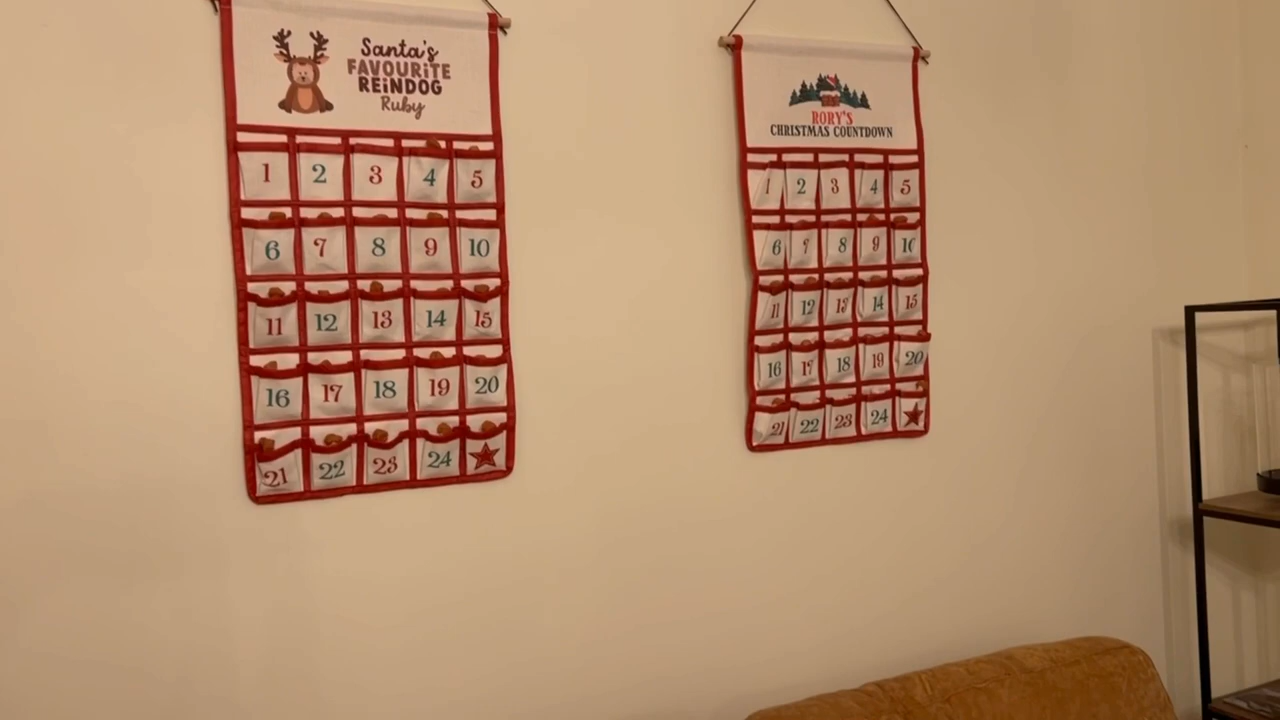 Santa's
FAVOURITE
REINDOG
Ruby
1 2 3 4 5
6 7 8 9 10
11 12 13 14 15
16 17 18 19 20
21 22 23 24
RORY'S
CHRISTMAS COUNTDOWN
1 2 3 4 5
6 7 8 9 10
11 12 13 14 15
16 17 18 19 20
21 22 23 24